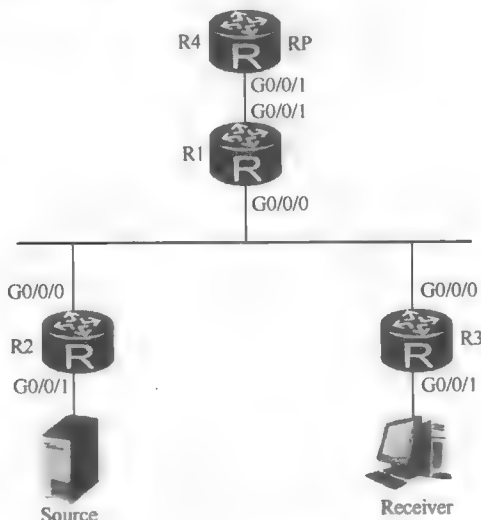 R4 RP
R
G0/0/1
G0/0/1
R1
R
G0/0/0
G0/0/0 G0/0/0
R2 R3
R R
G0/0/1 G0/0/1
Source Receiver